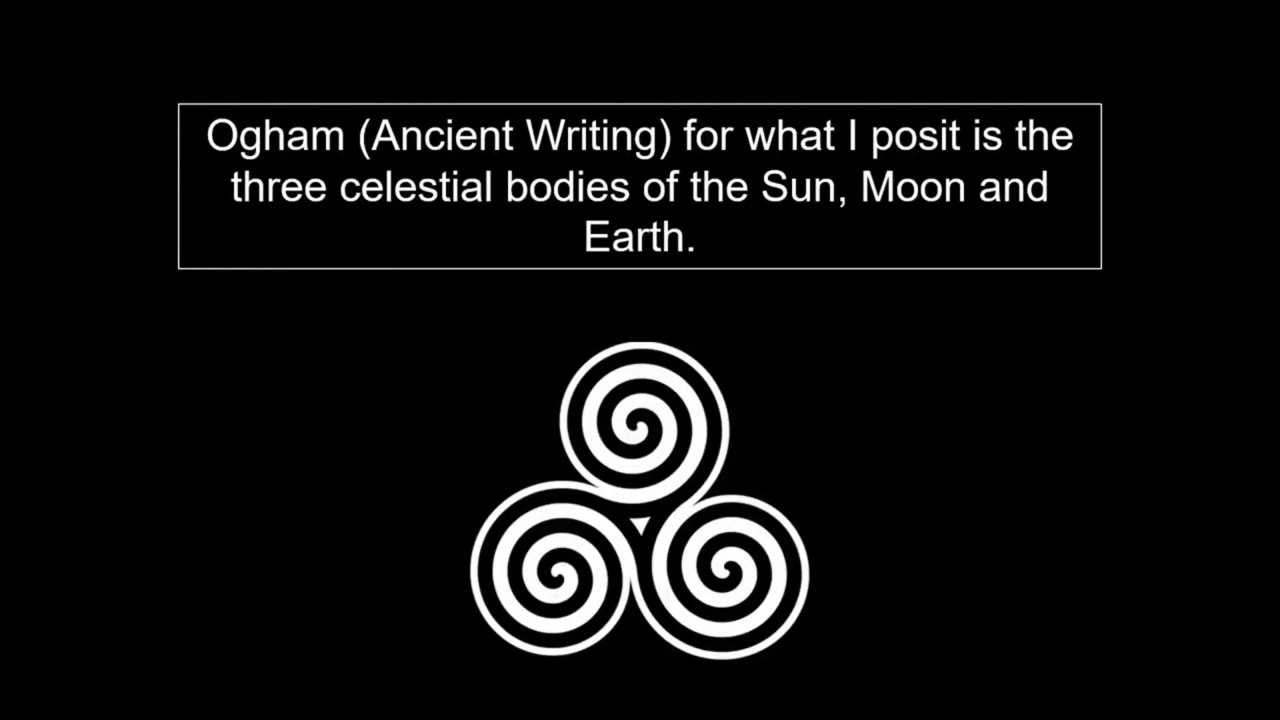 Ogham (Ancient Writing) for what I posit is the
three celestial bodies of the Sun, Moon and
Earth.